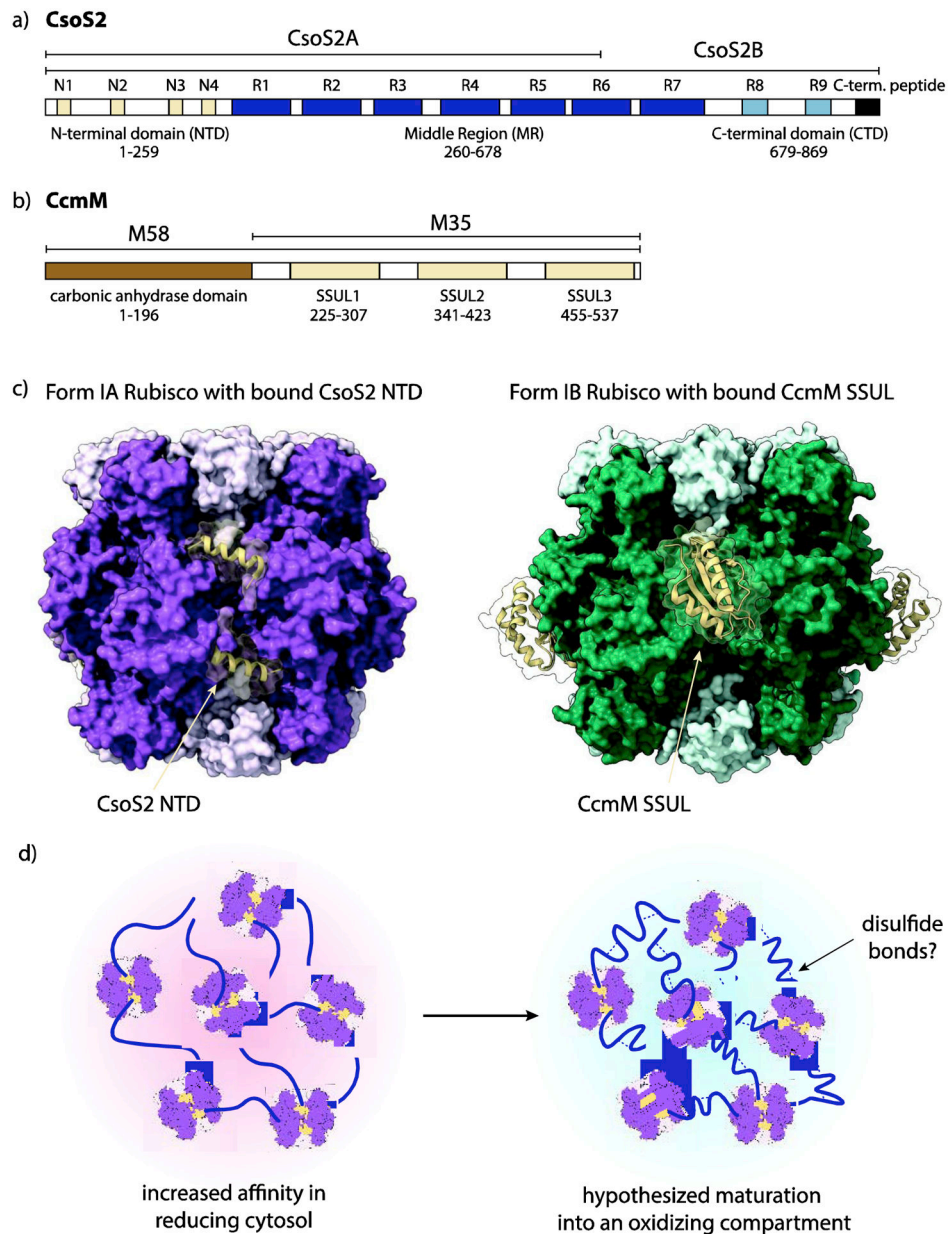 a) CsoS2
CsoS2A
CsoS2B
N1 N2 N3 N4 R1 R2 R3 R4 R5 R6 R7 R8 R9 C-term. peptide
N-terminal domain (NTD) Middle Region (MR) C-terminal domain (CTD)
1-259 260-678 679-869
b) CcmM
M58 M35
carbonic anhydrase domain SSUL1 SSUL2 SSUL3
1-196 225-307 341-423 455-537
c) Form IA Rubisco with bound CsoS2 NTD Form IB Rubisco with bound CcmM SSUL
CsoS2 NTD CcmM SSUL
d)
disulfide
bonds?
increased affinity in hypothesized maturation
reducing cytosol into an oxidizing compartment